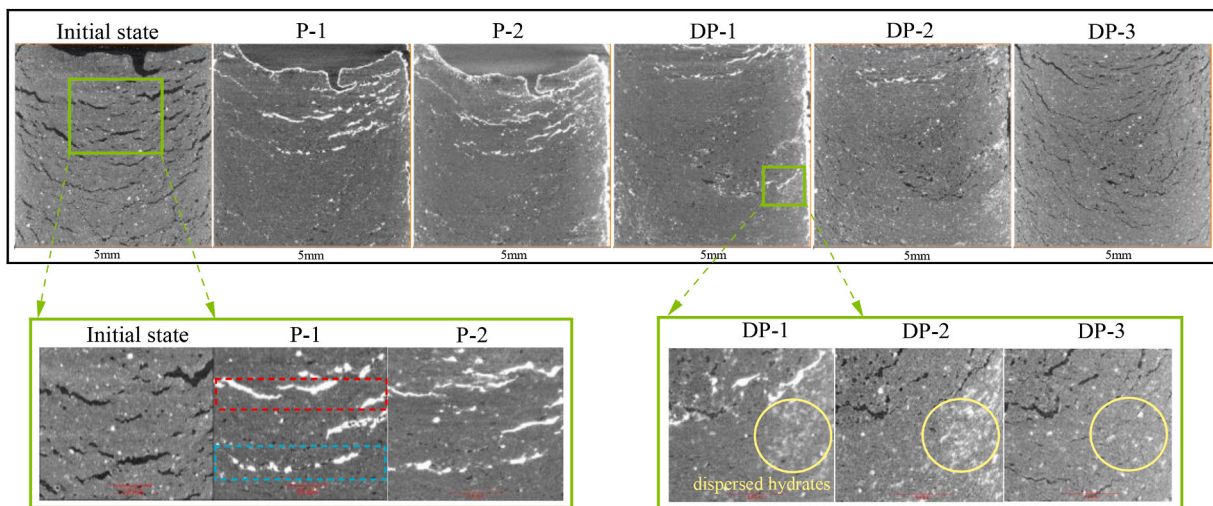 Initial state P-1 P-2 DP-1 DP-2 DP-3
5mm 5mm 5mm 5mm 5mm 5mm
Initial state P-1 P-2
DP-1 DP-2 DP-3
dispersed hydrates